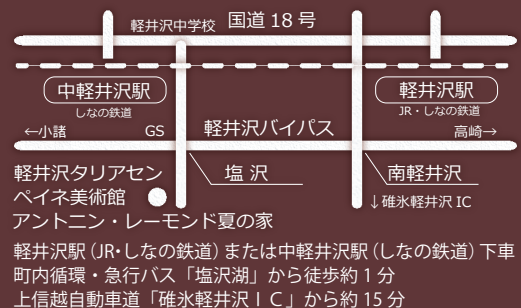 軽井沢中学校 国道18号
中軽井沢駅
しなの鉄道
軽井沢駅
JR・しなの鉄道
←小諸 GS 軽井沢バイパス 高崎→
塩沢 南軽井沢
↓碓氷軽井沢IC
軽井沢タリアセン
ペイネ美術館
アントニン・レーモンド夏の家
軽井沢駅(JR・しなの鉄道)または中軽井沢駅(しなの鉄道)下車
町内循環・急行バス「塩沢湖」から徒歩約1分
上信越自動車道「碓氷軽井沢IC」から約15分